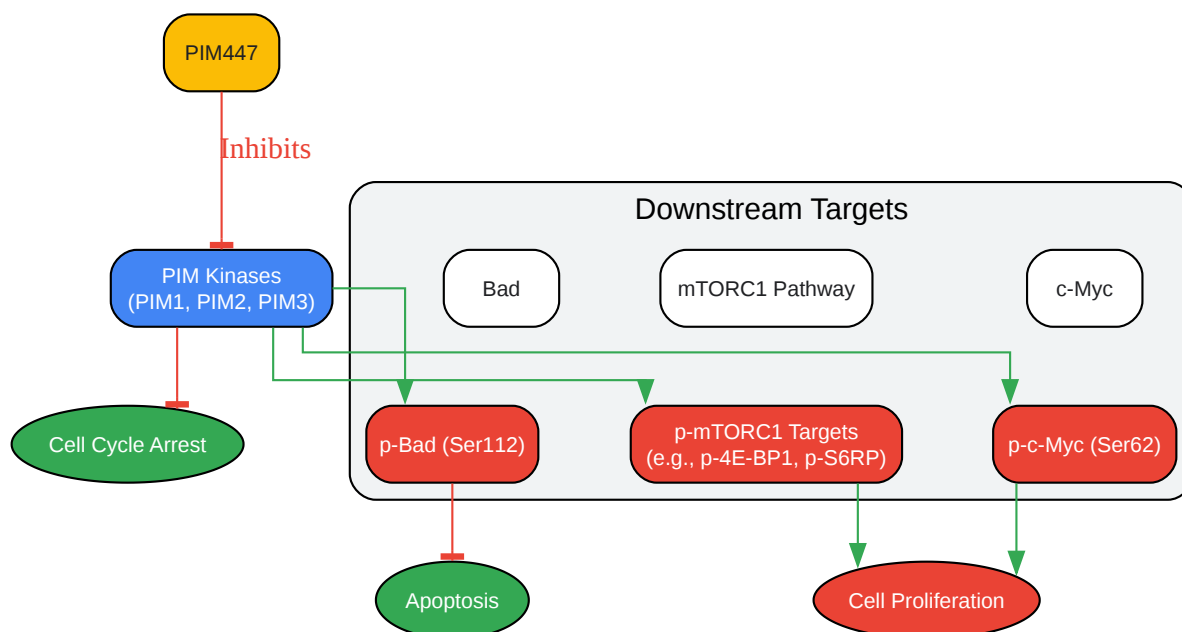 PIM447
Inhibits
Downstream Targets
PIM Kinases
(PIM1, PIM2, PIM3)
Bad
mTORC1 Pathway
c-Myc
Cell Cycle Arrest
p-Bad (Ser112)
p-mTORC1 Targets
(e.g., p-4E-BP1, p-S6RP)
p-c-Myc (Ser62)
Apoptosis
Cell Proliferation